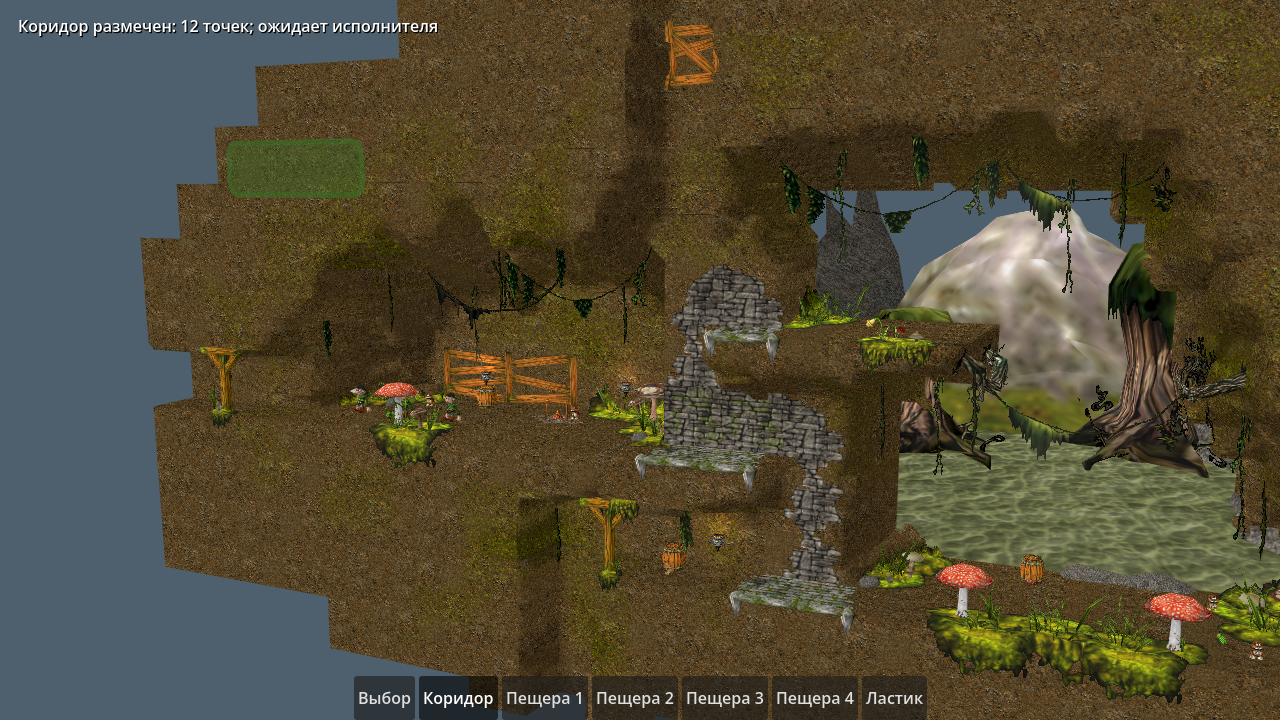 Коридор размечен: 12 точек; ожидает исполнителя
Выбор Коридор Пещера 1 Пещера 2 Пещера 3 Пещера 4 Ластик